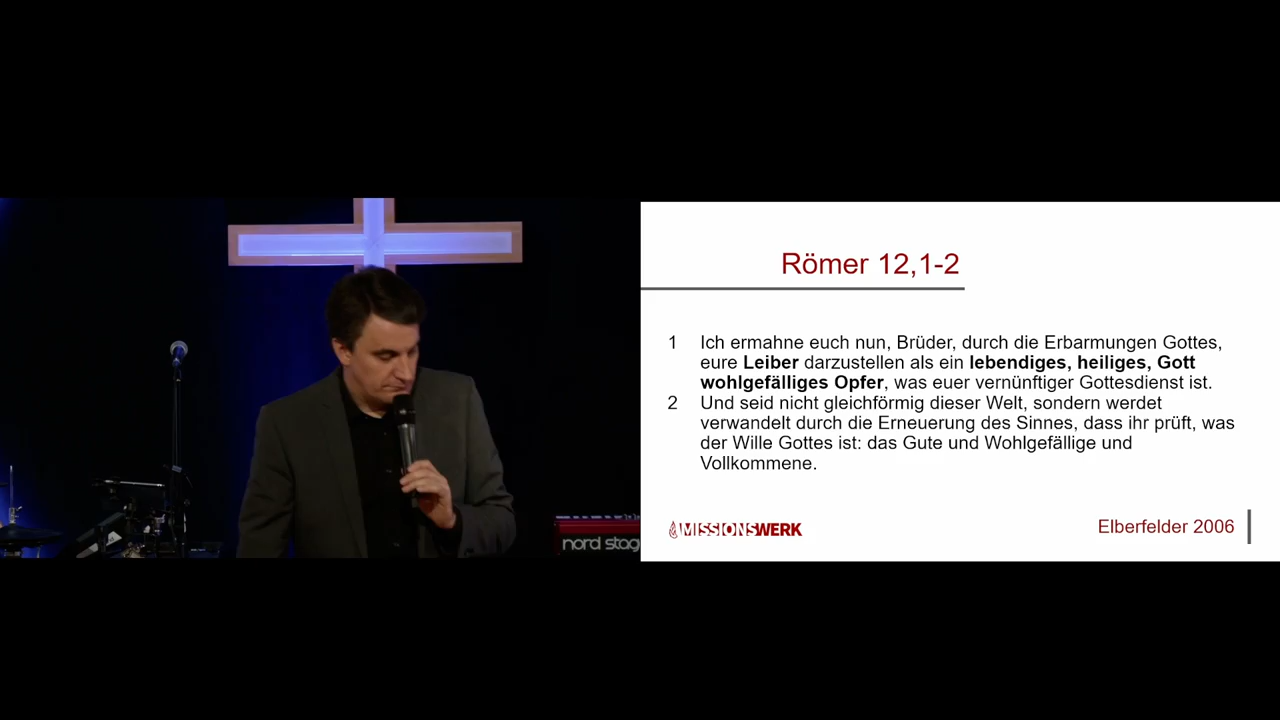 nord stag
Römer 12,1-2
1 Ich ermahne euch nun, Brüder, durch die Erbarmungen Gottes,
eure Leiber darzustellen als ein lebendiges, heiliges, Gott
wohlgefälliges Opfer, was euer vernünftiger Gottesdienst ist.
2 Und seid nicht gleichförmig dieser Welt, sondern werdet
verwandelt durch die Erneuerung des Sinnes, dass ihr prüft, was
der Wille Gottes ist: das Gute und Wohlgefällige und
Vollkommene.
MISSIONSWERK
Elberfelder 2006